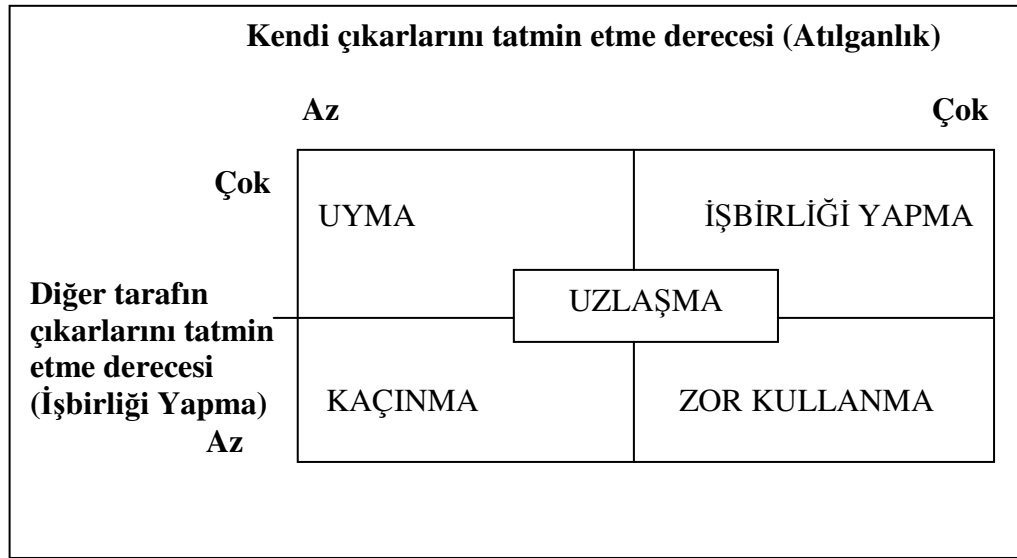 Kendi çıkarlarını tatmin etme derecesi (Atılganlık)
Az Çok
Çok
UYMA İŞBİRLİĞİ YAPMA
UZLAŞMA
Diğer tarafın
çıkarlarını tatmin
etme derecesi
(İşbirliği Yapma)
KAÇINMA ZOR KULLANMA
Az